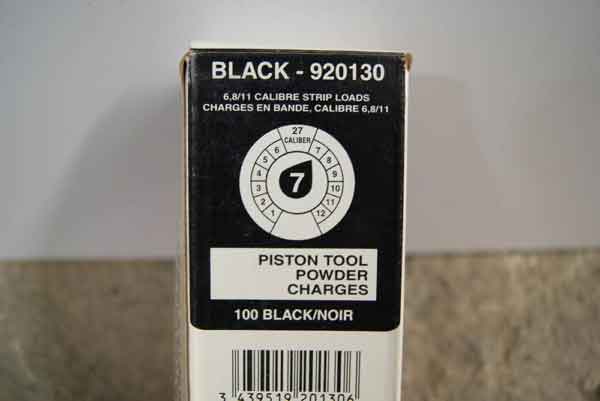 BLACK - 920130
6,8/11 CALIBRE STRIP LOADS
CHARGES EN BANDE, CALIBRE 6,8/11
27
CALIBER
1 2 3 4 5 6 7 8 9 10 11 12
7
PISTON TOOL
POWDER
CHARGES
100 BLACK/NOIR
3 439519 201306